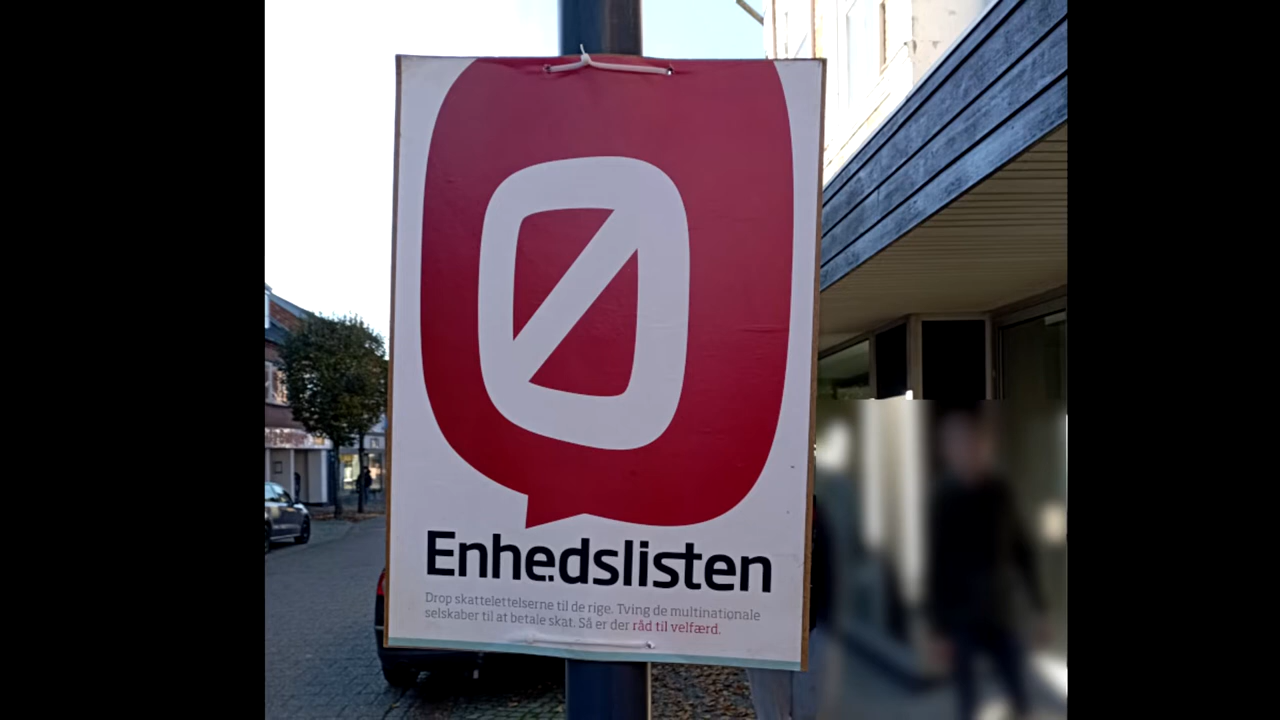 Ø
Enhedslisten
Drop skattelettelserne til de rige. Tving de multinationale
selskaber til at betale skat. Så er der råd til velfærd.